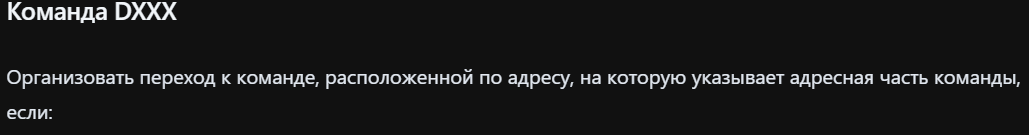 Команда DXXX
Организовать переход к команде, расположенной по адресу, на которую указывает адресная часть команды,
если: